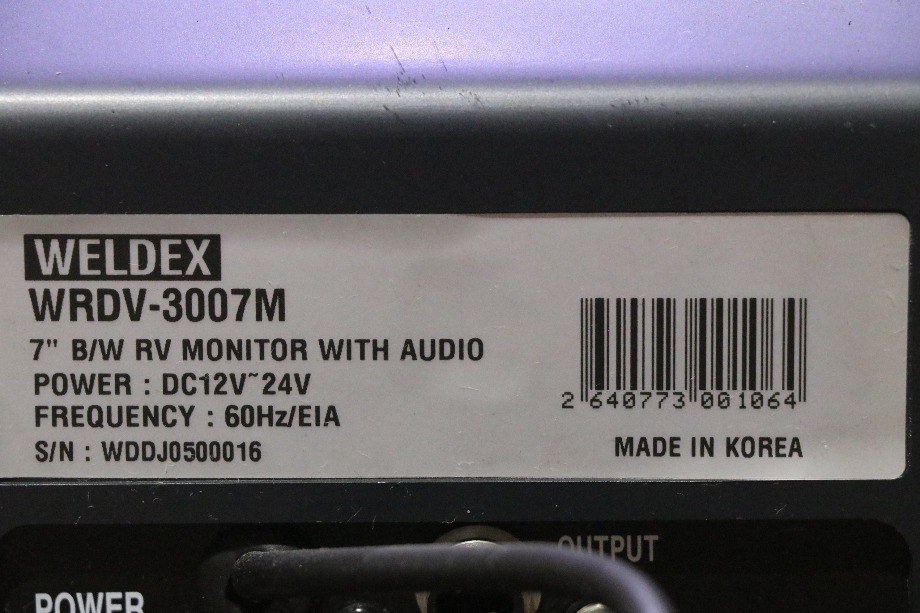 WELDEX
WRDV-3007M
7" B/W RV MONITOR WITH AUDIO
POWER : DC12V~24V
FREQUENCY : 60Hz/EIA
S/N : WDDJ0500016
2 640773 001064
MADE IN KOREA
OUTPUT
POWER